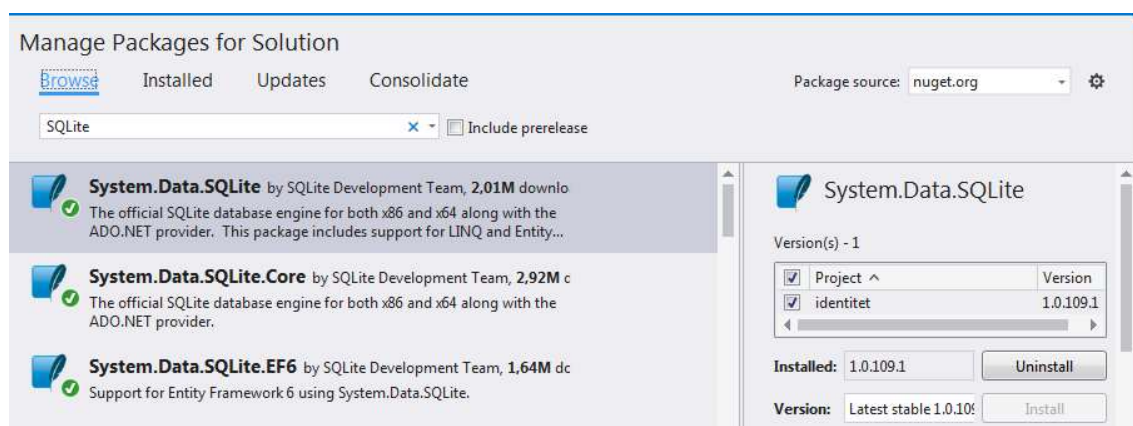 Manage Packages for Solution
Browse Installed Updates Consolidate
Package source: nuget.org
SQLite
Include prerelease
System.Data.SQLite by SQLite Development Team, 2,01M downlo
The official SQLite database engine for both x86 and x64 along with the
ADO.NET provider. This package includes support for LINQ and Entity...
System.Data.SQLite.Core by SQLite Development Team, 2,92M c
The official SQLite database engine for both x86 and x64 along with the
ADO.NET provider.
System.Data.SQLite.EF6 by SQLite Development Team, 1,64M dc
Support for Entity Framework 6 using System.Data.SQLite.
System.Data.SQLite
Version(s) - 1
Project Version
identitet 1.0.109.1
Installed: 1.0.109.1 Uninstall
Version: Latest stable 1.0.109 Install